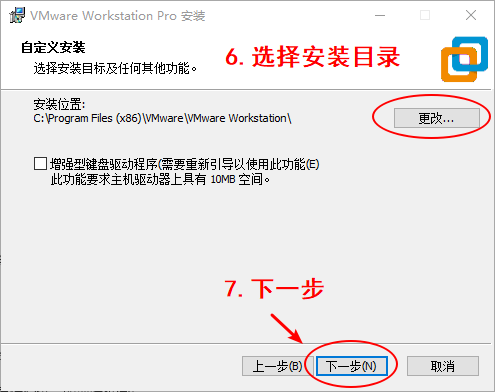 VMware Workstation Pro 安装
自定义安装
选择安装目标及任何其他功能。
6. 选择安装目录
安装位置:
C:\Program Files (x86)\VMware\VMware Workstation\
更改...
增强型键盘驱动程序(需要重新引导以使用此功能(E)
此功能要求主机驱动器上具有 10MB 空间。
7. 下一步
上一步(B)
下一步(N)
取消